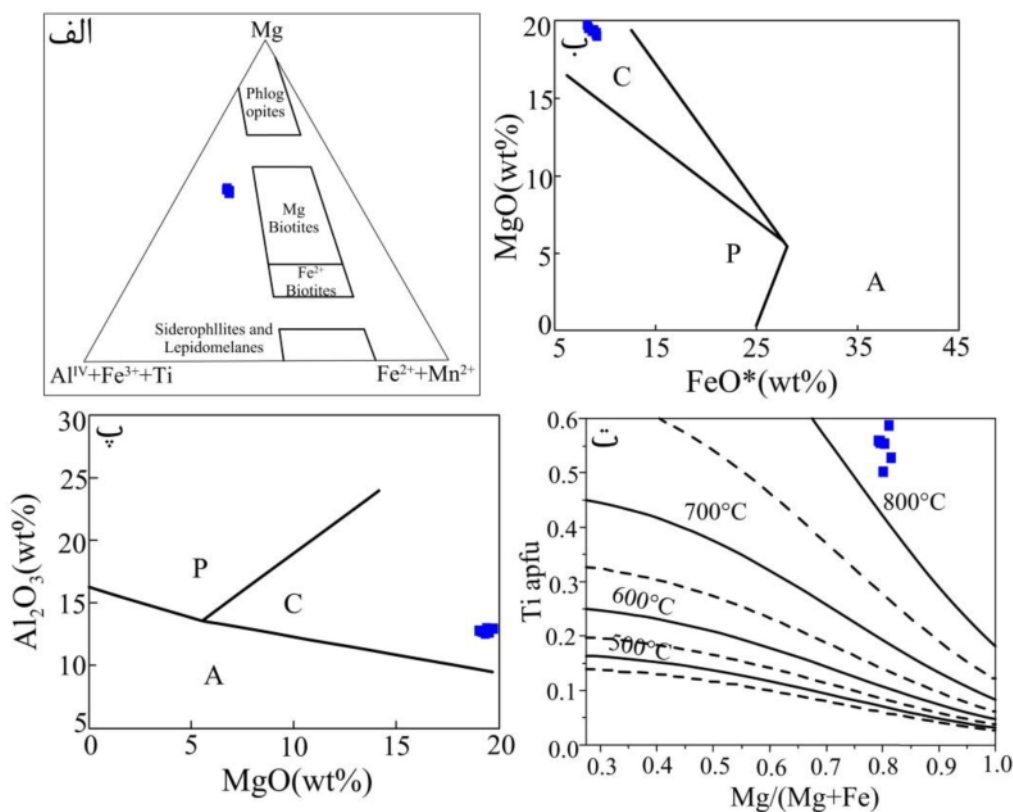 الف
Mg
Phlog
opites
Mg
Biotites
Fe²⁺
Biotites
Siderophllites and
Lepidomelanes
Alᴵⱽ+Fe³⁺+Ti
Fe²⁺+Mn²⁺
ب
MgO(wt%)
20
15
10
5
0
C
P
A
5
15
25
35
45
FeO*(wt%)
پ
Al₂O₃(wt%)
30
25
20
15
10
5
P
C
A
0
5
10
15
20
MgO(wt%)
ت
Ti apfu
0.6
0.5
0.4
0.3
0.2
0.1
0.0
800°C
700°C
600°C
500°C
0.3
0.4
0.5
0.6
0.7
0.8
0.9
1.0
Mg/(Mg+Fe)